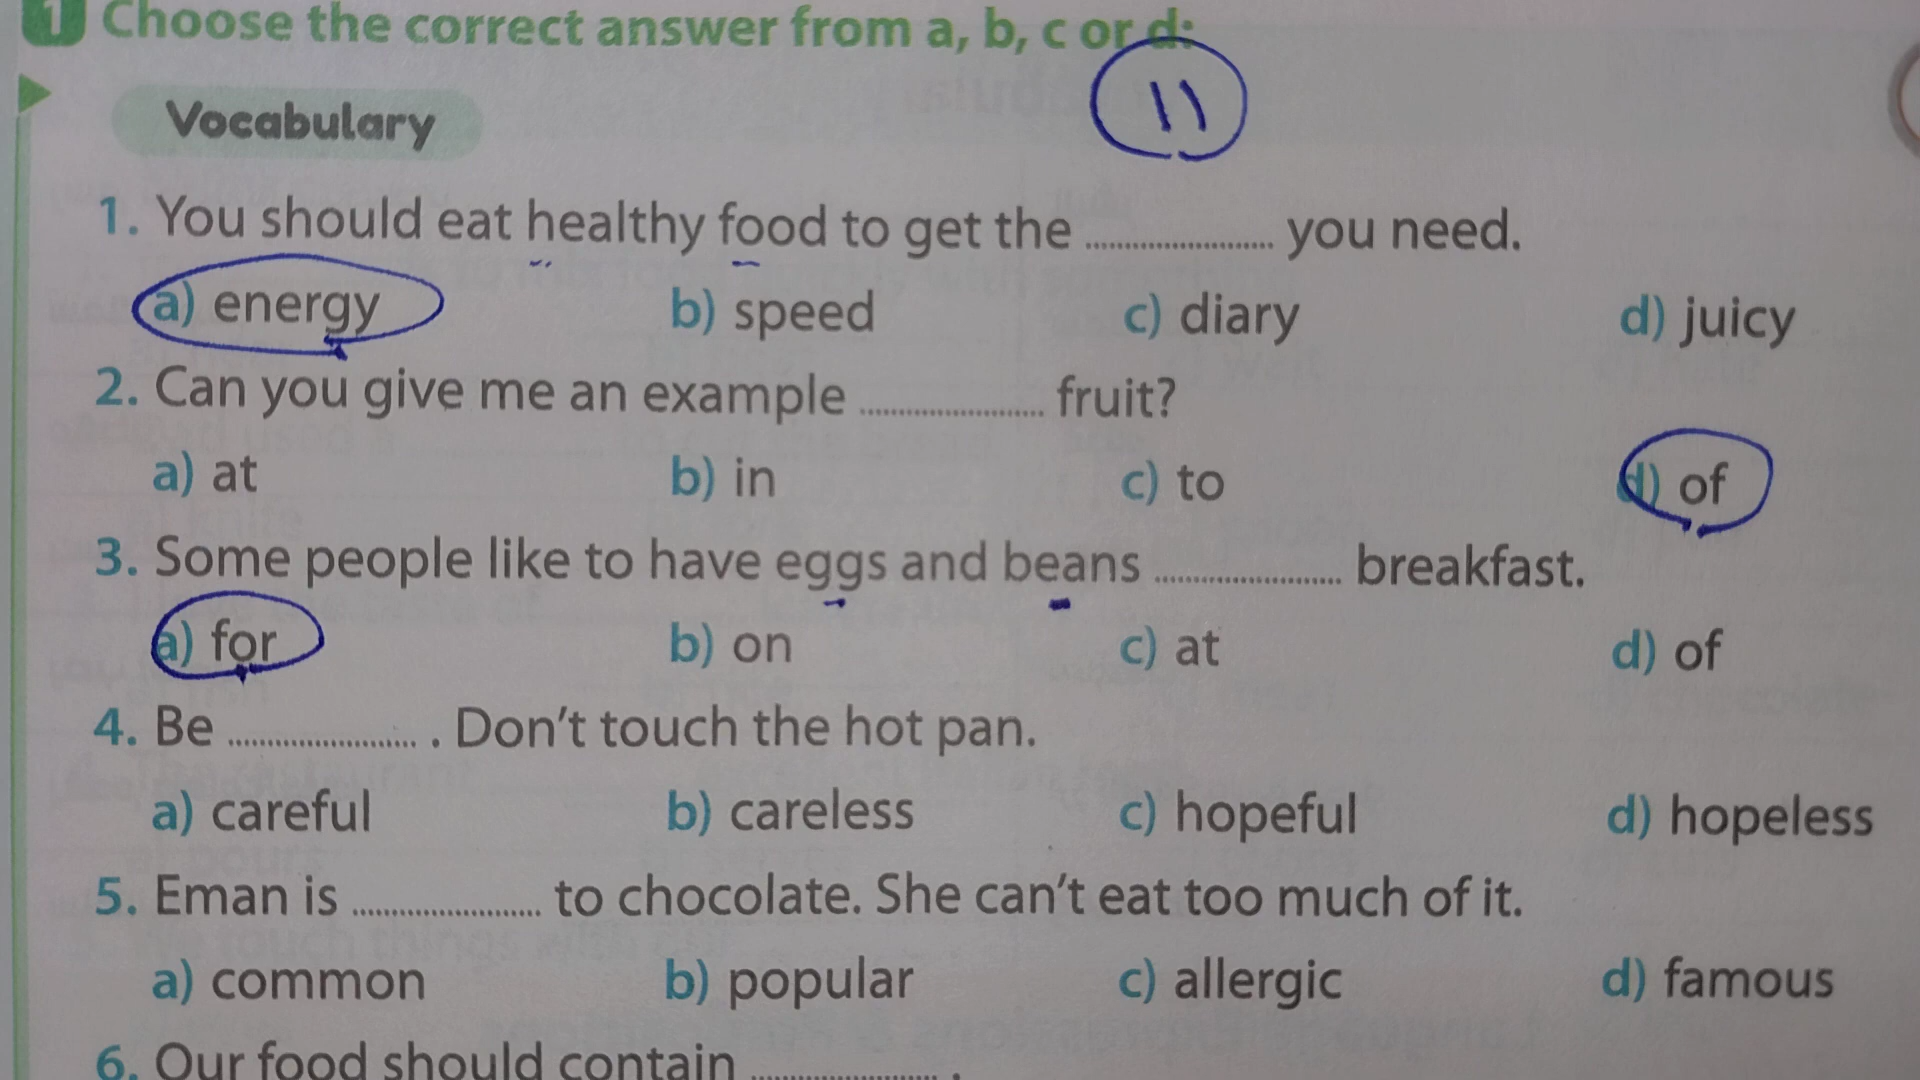 1 Choose the correct answer from a, b, c or d:
Vocabulary
11
1. You should eat healthy food to get the ........................ you need.
a) energy b) speed c) diary d) juicy
2. Can you give me an example ........................ fruit?
a) at b) in c) to d) of
3. Some people like to have eggs and beans ........................ breakfast.
a) for b) on c) at d) of
4. Be ........................ . Don't touch the hot pan.
a) careful b) careless c) hopeful d) hopeless
5. Eman is ........................ to chocolate. She can't eat too much of it.
a) common b) popular c) allergic d) famous
6. Our food should contain ........................ .